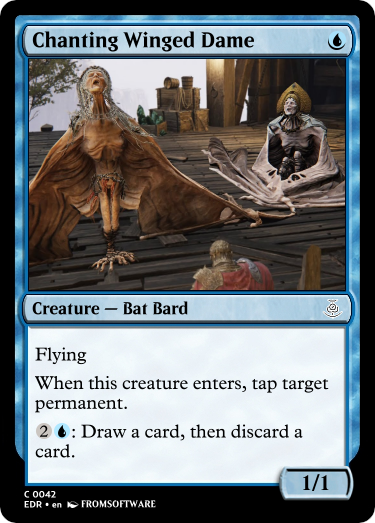 Chanting Winged Dame
Creature — Bat Bard
Flying
When this creature enters, tap target
permanent.
2: Draw a card, then discard a
card.
1/1
C 0042
EDR • en FROMSOFTWARE